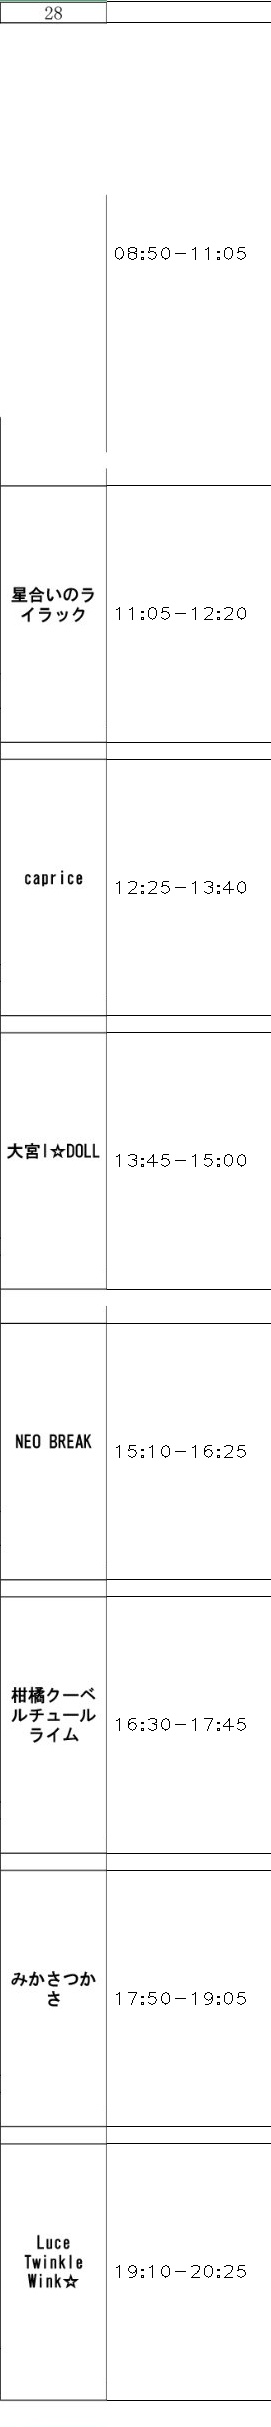 28
08:50-11:05
星合いのラ
イラック
11:05-12:20
caprice
12:25-13:40
大宮I☆DOLL
13:45-15:00
NEO BREAK
15:10-16:25
柑橘クーベ
ルチュール
ライム
16:30-17:45
みかさつか
さ
17:50-19:05
Luce
Twinkle
Wink☆
19:10-20:25